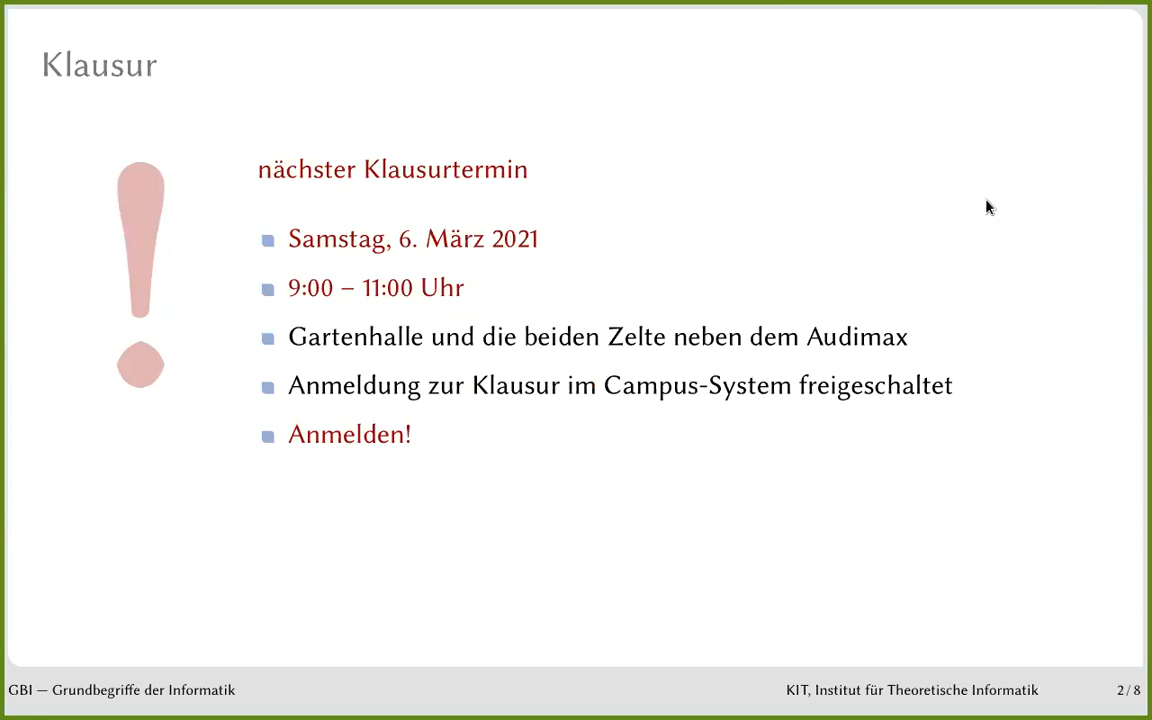 Klausur
nächster Klausurtermin
Samstag, 6. März 2021
9:00 – 11:00 Uhr
Gartenhalle und die beiden Zelte neben dem Audimax
Anmeldung zur Klausur im Campus-System freigeschaltet
Anmelden!
GBI — Grundbegriffe der Informatik
KIT, Institut für Theoretische Informatik
2 / 8